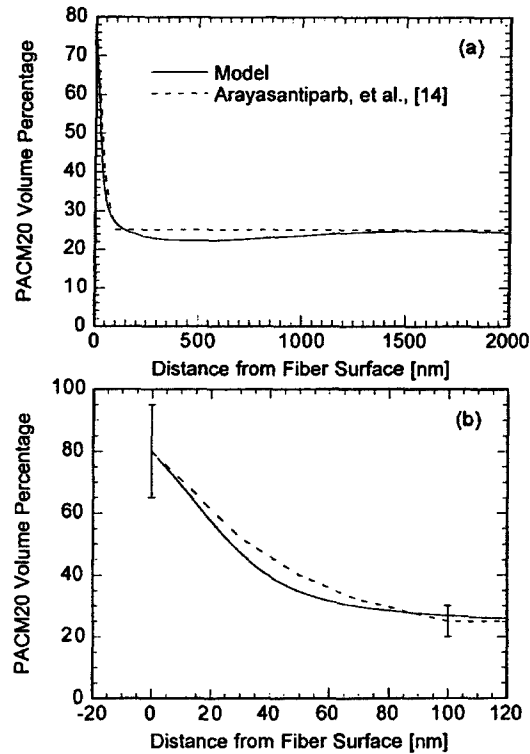 80
(a)
70
Model
60
Arayasantiparb, et al., [14]
50
40
30
20
10
0
PACM20 Volume Percentage
0 500 1000 1500 2000
Distance from Fiber Surface [nm]
100
(b)
80
60
40
20
0
PACM20 Volume Percentage
-20 0 20 40 60 80 100 120
Distance from Fiber Surface [nm]